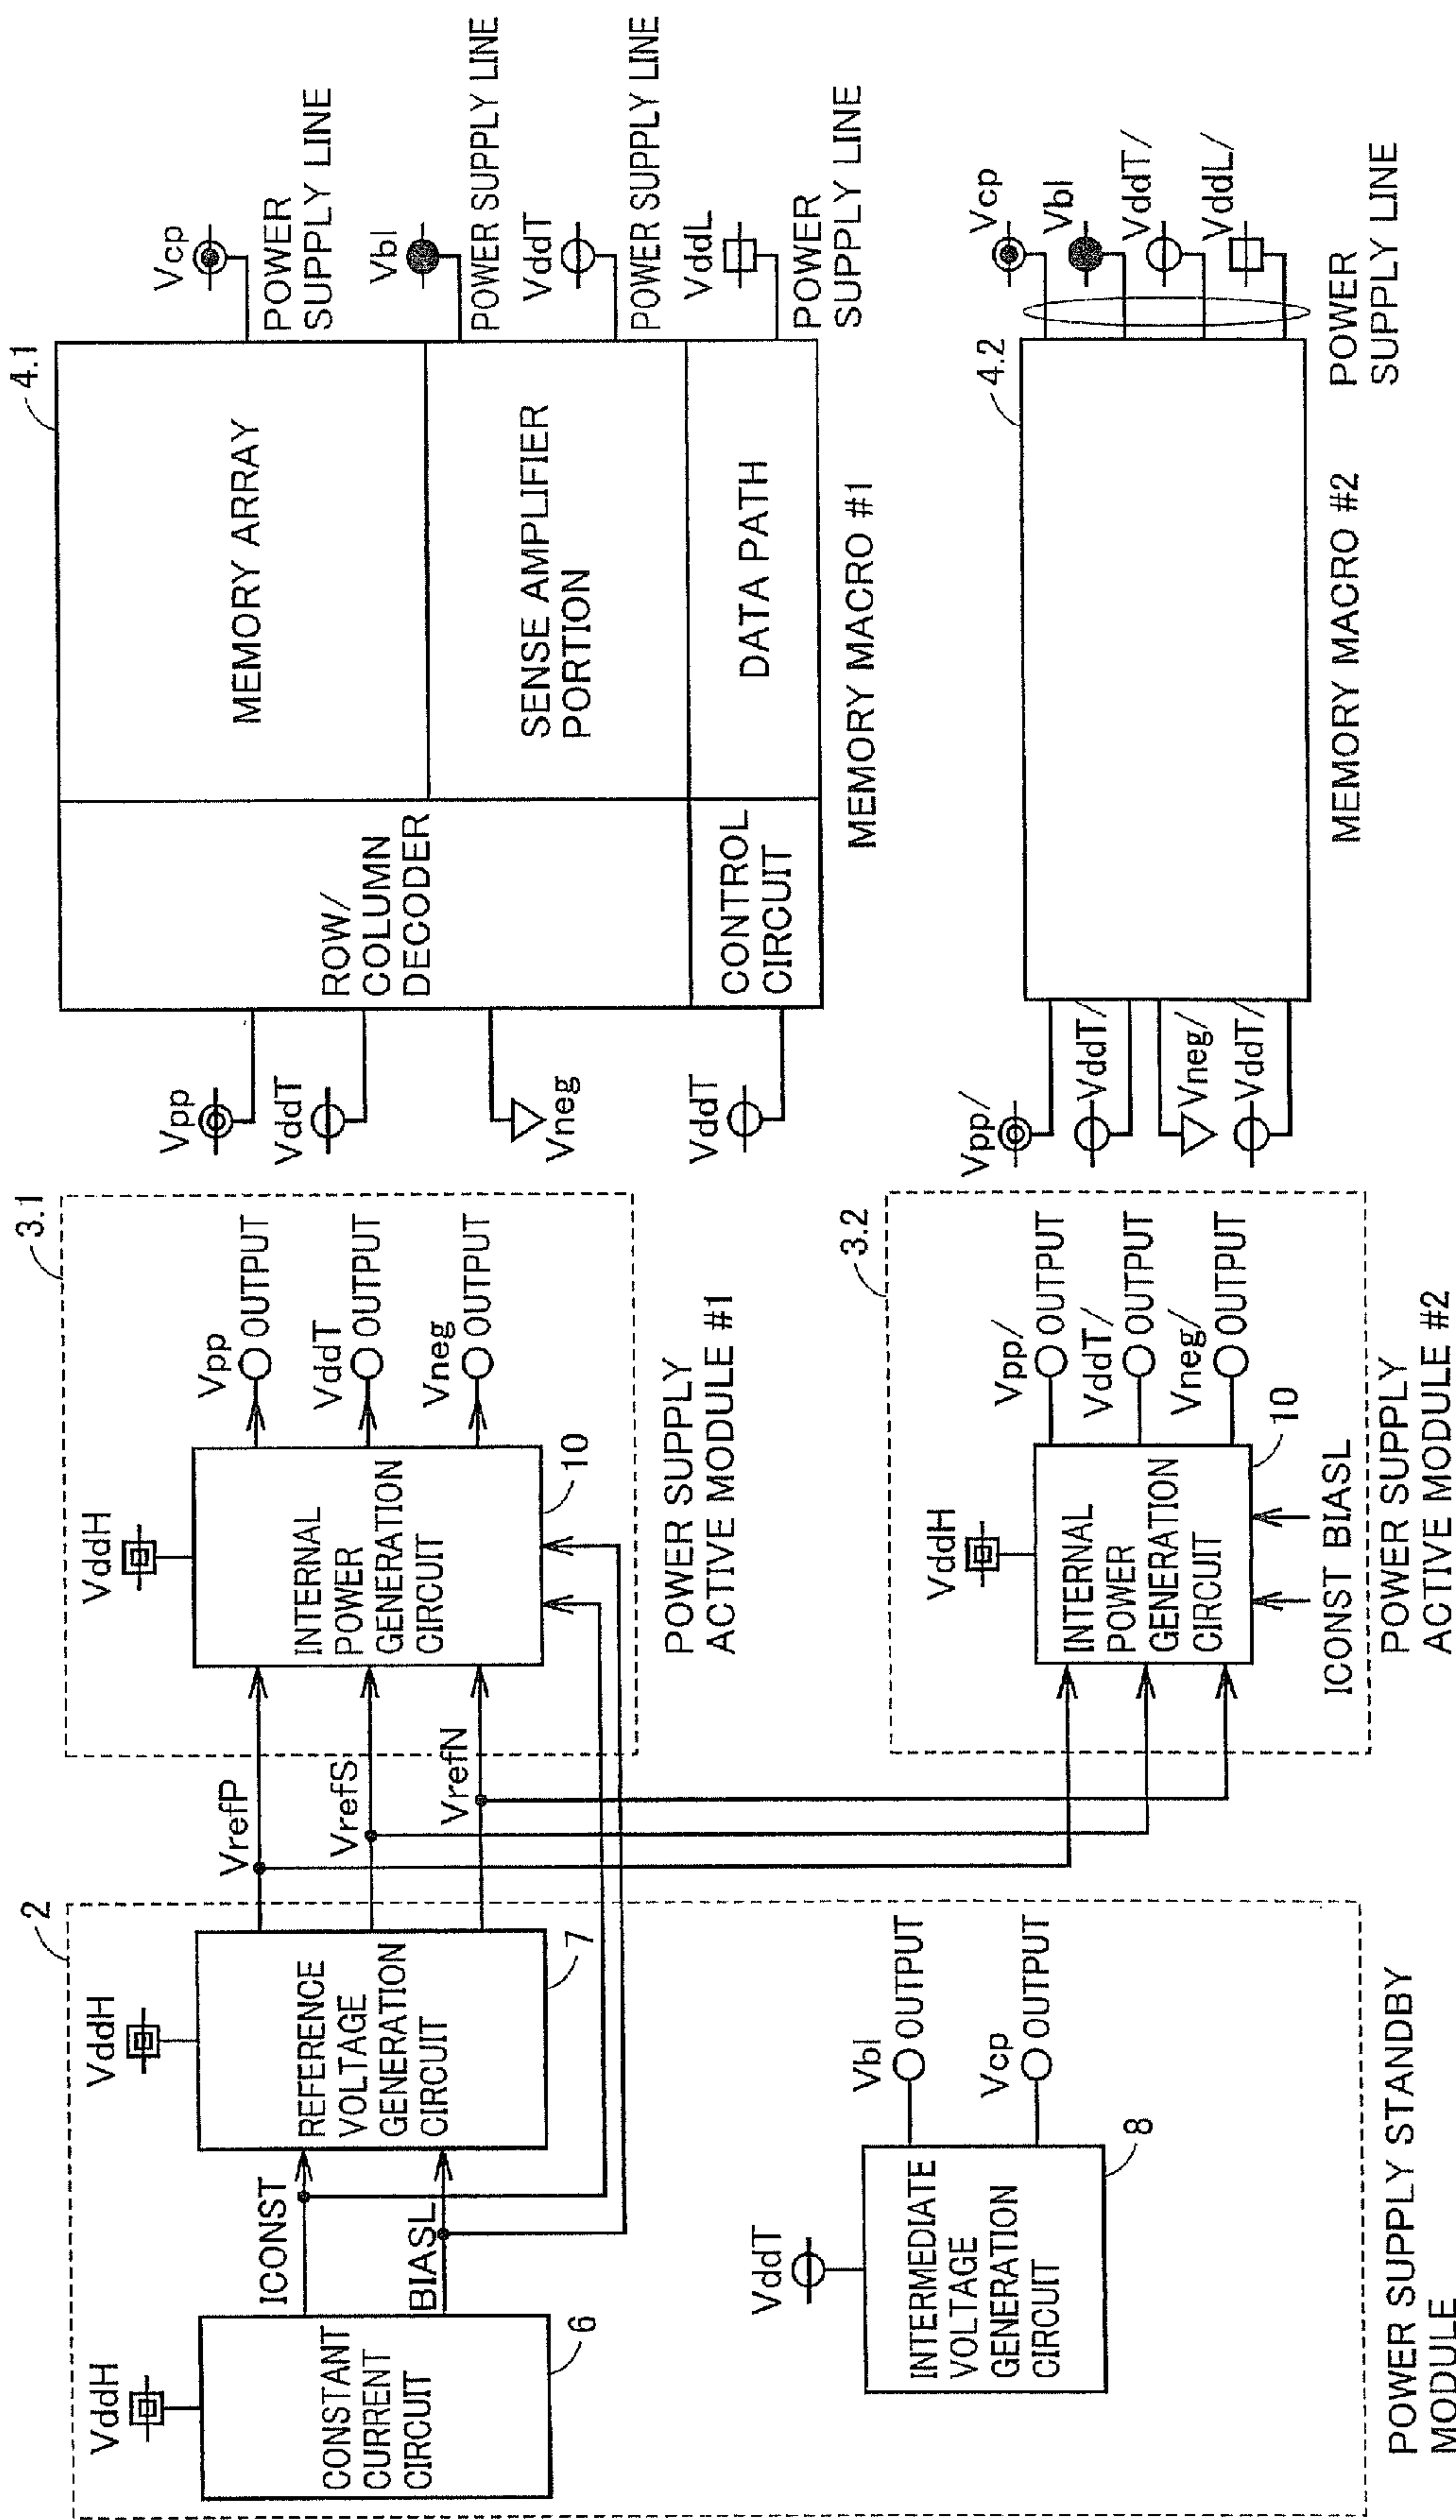 2
VddH
CONSTANT
CURRENT
CIRCUIT
6
ICONST
BIASL
VddH
REFERENCE
VOLTAGE
GENERATION
CIRCUIT
7
VddT
INTERMEDIATE
VOLTAGE
GENERATION
CIRCUIT
8
Vbl
OUTPUT
Vcp
OUTPUT
POWER SUPPLY STANDBY
MODULE
VrefP
VrefS
VrefN
3.1
VddH
INTERNAL
POWER
GENERATION
CIRCUIT
10
Vpp
OUTPUT
VddT
OUTPUT
Vneg
OUTPUT
POWER SUPPLY
ACTIVE MODULE #1
3.2
VddH
INTERNAL
POWER
GENERATION
CIRCUIT
10
Vpp/
OUTPUT
VddT/
OUTPUT
Vneg/
OUTPUT
ICONST BIASL
POWER SUPPLY
ACTIVE MODULE #2
4.1
Vpp
VddT
Vneg
VddT
ROW/
COLUMN
DECODER
CONTROL
CIRCUIT
MEMORY ARRAY
SENSE AMPLIFIER
PORTION
DATA PATH
Vcp
POWER
SUPPLY LINE
Vbl
POWER SUPPLY LINE
VddT
POWER SUPPLY LINE
VddL
POWER
SUPPLY LINE
MEMORY MACRO #1
4.2
Vpp/
VddT/
Vneg/
VddT/
Vcp
Vbl
VddT/
VddL/
POWER
SUPPLY LINE
MEMORY MACRO #2